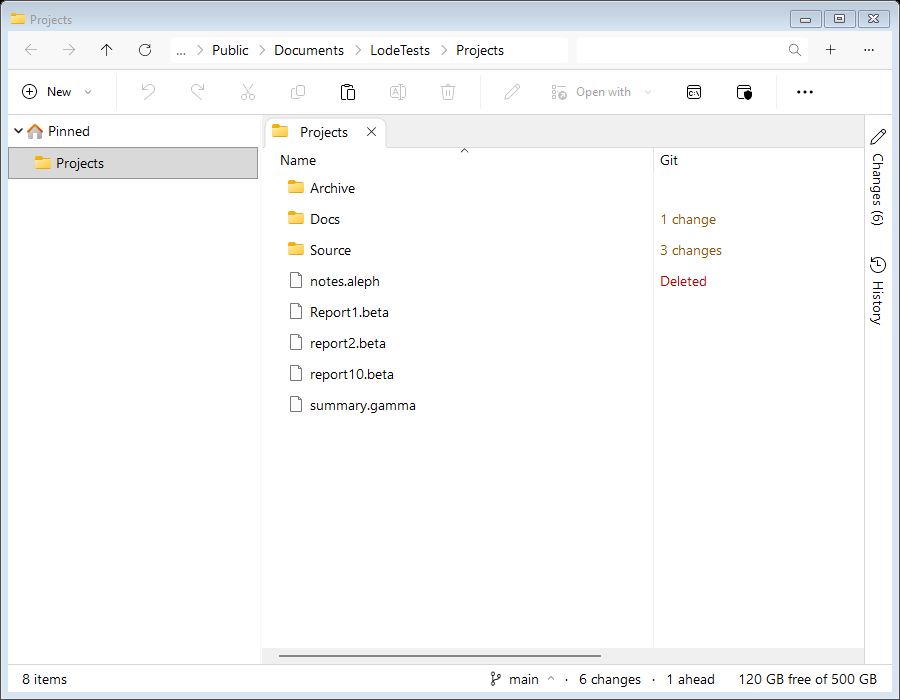 Projects
... Public Documents LodeTests Projects
New Open with
Pinned
Projects
Projects
Name Git
Archive
Docs 1 change
Source 3 changes
notes.aleph Deleted
Report1.beta
report2.beta
report10.beta
summary.gamma
Changes (6)
History
8 items main · 6 changes · 1 ahead 120 GB free of 500 GB